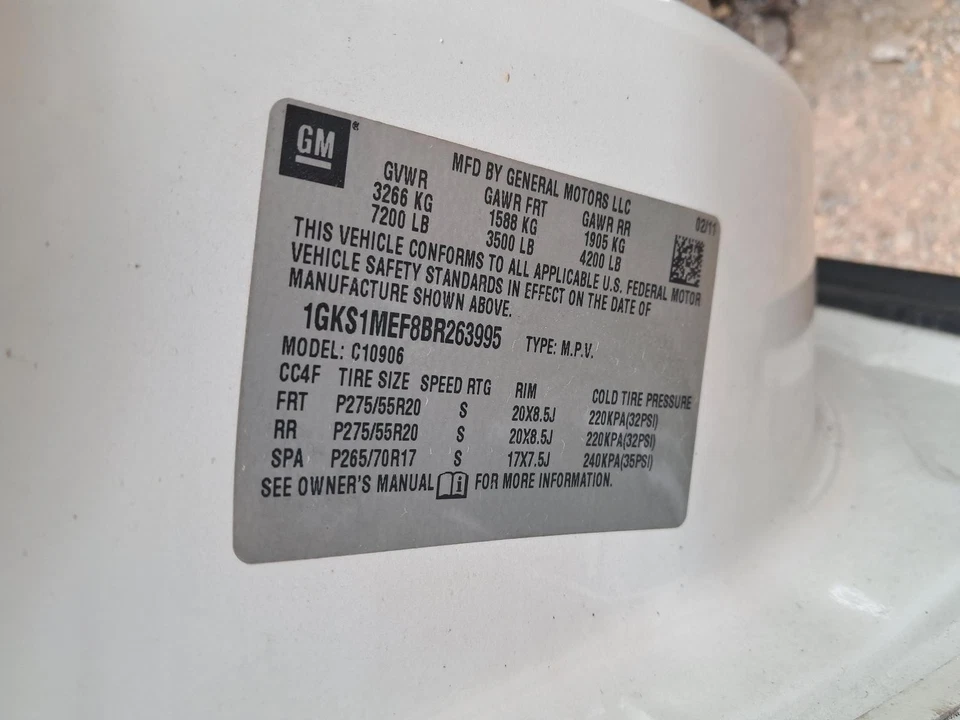 GM®
MFD BY GENERAL MOTORS LLC
02/11
GVWR GAWR FRT GAWR RR
3266 KG 1588 KG 1905 KG
7200 LB 3500 LB 4200 LB
THIS VEHICLE CONFORMS TO ALL APPLICABLE U.S. FEDERAL MOTOR
VEHICLE SAFETY STANDARDS IN EFFECT ON THE DATE OF
MANUFACTURE SHOWN ABOVE.
1GKS1MEF8BR263995 TYPE: M.P.V.
MODEL: C10906
CC4F TIRE SIZE SPEED RTG RIM COLD TIRE PRESSURE
FRT P275/55R20 S 20X8.5J 220KPA(32PSI)
RR P275/55R20 S 20X8.5J 220KPA(32PSI)
SPA P265/70R17 S 17X7.5J 240KPA(35PSI)
SEE OWNER'S MANUAL FOR MORE INFORMATION.